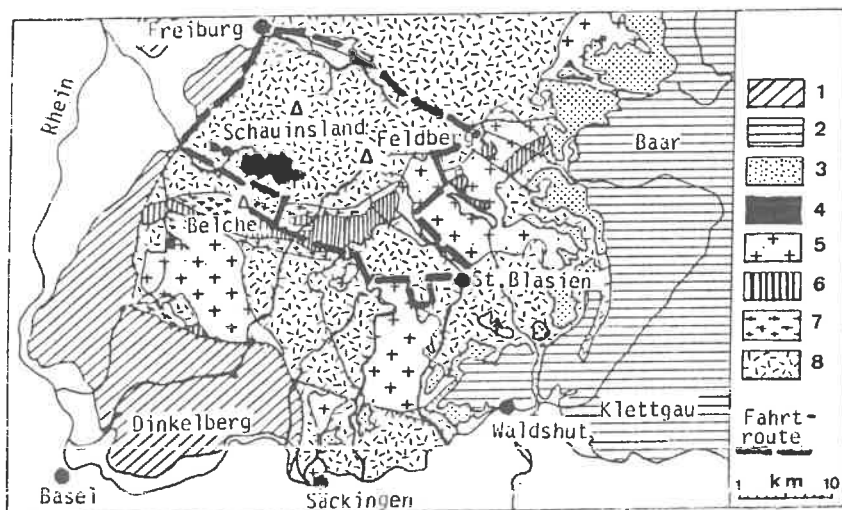 Freiburg
Rhein
Schauinsland
Feldberg
Baar
Belche
St.Blasien
Dinkelberg
Waldshut
Klettgau
Basel
Säckingen
1
2
3
4
5
6
7
8
Fahrt-
route
km
1 10